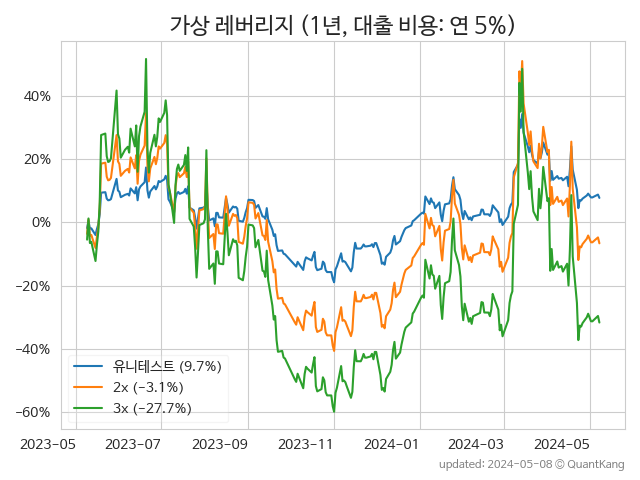 가상 레버리지 (1년, 대출 비용: 연 5%)
40%
20%
0%
−20%
−40%
−60%
유니테스트 (9.7%)
2x (−3.1%)
3x (−27.7%)
2023-05 2023-07 2023-09 2023-11 2024-01 2024-03 2024-05
updated: 2024-05-08 © QuantKang